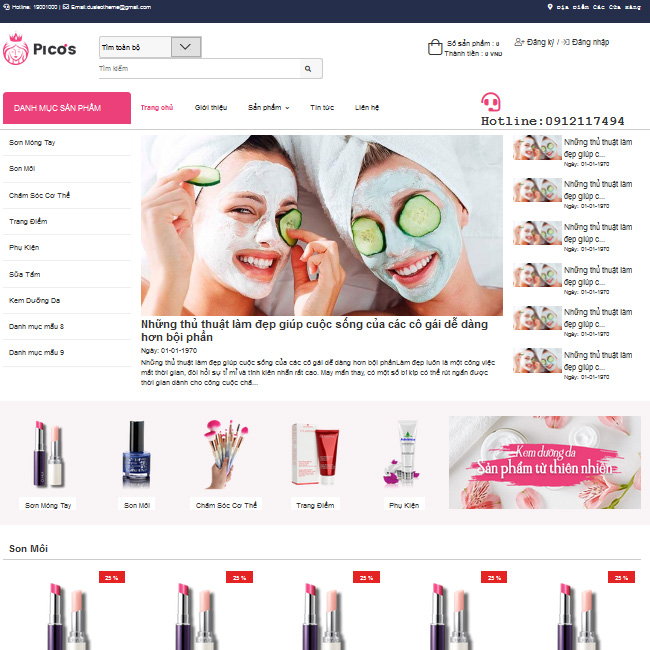 Hotline: 19001000 | Email:dualeotheme@gmail.com
Địa Điểm Các Cửa Hàng
PICO'S
Tìm toàn bộ
Tìm kiếm
Số sản phẩm : 0
Thành tiền : 0 VND
Đăng ký / Đăng nhập
DANH MỤC SẢN PHẨM
Trang chủ
Giới thiệu
Sản phẩm
Tin tức
Liên hệ
Hotline:0912117494
Sơn Móng Tay
Son Môi
Chăm Sóc Cơ Thể
Trang Điểm
Phụ Kiện
Sữa Tắm
Kem Dưỡng Da
Danh mục mẫu 8
Danh mục mẫu 9
Những thủ thuật làm đẹp giúp cuộc sống của các cô gái dễ dàng
hơn bội phần
Ngày: 01-01-1970
Những thủ thuật làm đẹp giúp cuộc sống của các cô gái dễ dàng hơn bội phầnLàm đẹp luôn là một công việc
mất thời gian, đòi hỏi sự tỉ mỉ và tính kiên nhẫn rất cao. May mắn thay, có một số bí kíp có thể rút ngắn được
thời gian dành cho công cuộc chă...
Những thủ thuật làm
đẹp giúp c...
Ngày: 01-01-1970
Những thủ thuật làm
đẹp giúp c...
Ngày: 01-01-1970
Những thủ thuật làm
đẹp giúp c...
Ngày: 01-01-1970
Những thủ thuật làm
đẹp giúp c...
Ngày: 01-01-1970
Những thủ thuật làm
đẹp giúp c...
Ngày: 01-01-1970
Những thủ thuật làm
đẹp giúp c...
Ngày: 01-01-1970
Sơn Móng Tay
Son Môi
Chăm Sóc Cơ Thể
Trang Điểm
Phụ Kiện
Kem dưỡng da
Sản phẩm từ thiên nhiên
Son Môi
25 %
25 %
25 %
25 %
25 %